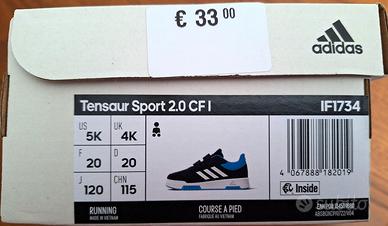 € 33 00
adidas
Tensaur Sport 2.0 CF I IF1734
US UK
5K 4K
F D
20 20
J CHN
120 115
4 067888 182019
Inside
RUNNING COURSE A PIED
MADE IN VIETNAM FABRIQUÉ AU VIETNAM
subito